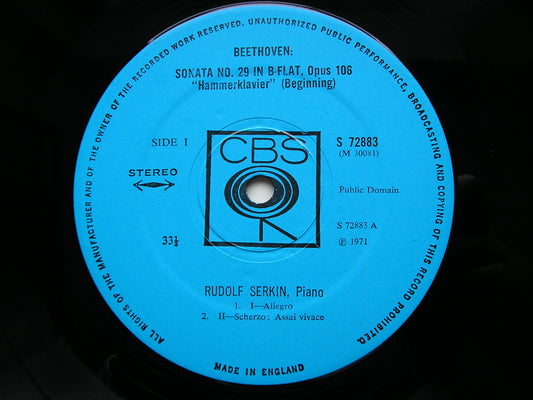 ALL RIGHTS OF THE MANUFACTURER AND OF THE OWNER OF THE RECORDED WORK RESERVED. UNAUTHORIZED PUBLIC PERFORMANCE, BROADCASTING AND COPYING OF THIS RECORD PROHIBITED.
BEETHOVEN:
SONATA NO. 29 IN B-FLAT, Opus 106
"Hammerklavier" (Beginning)
SIDE 1
CBS
S 72883
(M 30081)
STEREO
Public Domain
S 72883 A
33⅓
℗ 1971
RUDOLF SERKIN, Piano
1. I—Allegro
2. II—Scherzo: Assai vivace
MADE IN ENGLAND